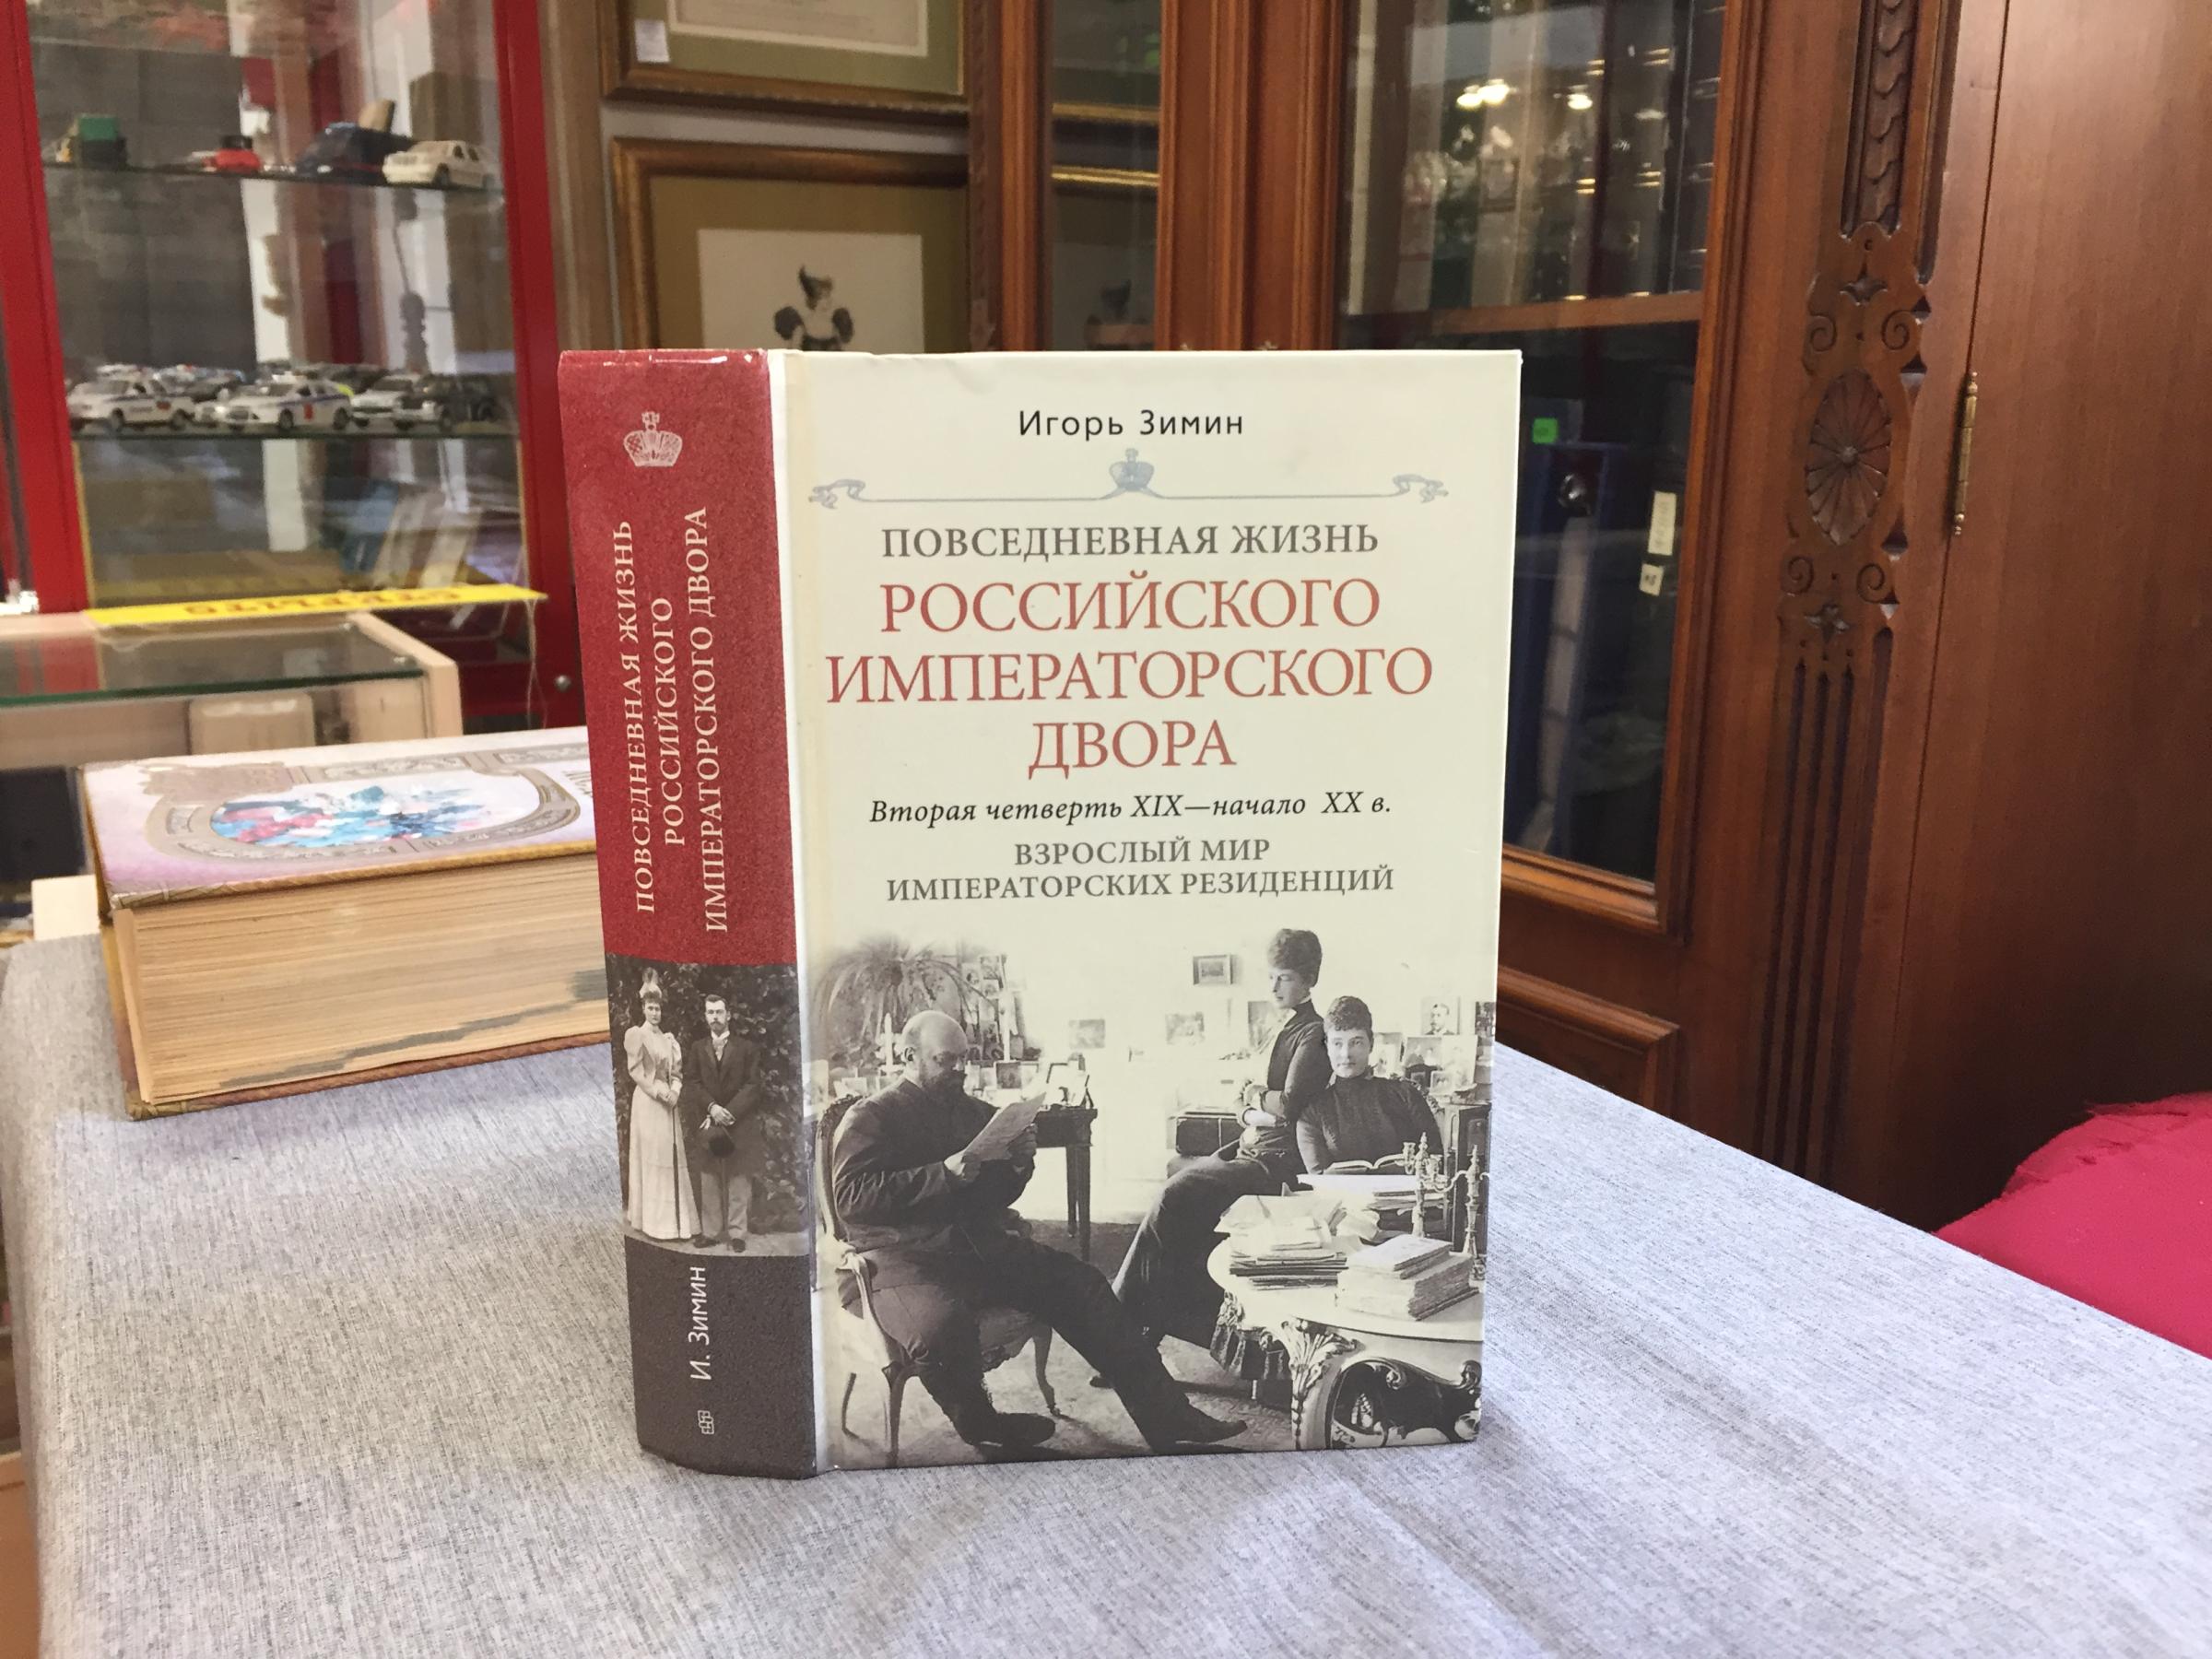 Игорь Зимин
ПОВСЕДНЕВНАЯ ЖИЗНЬ
РОССИЙСКОГО
ИМПЕРАТОРСКОГО
ДВОРА
Вторая четверть XIX—начало XX в.
ВЗРОСЛЫЙ МИР
ИМПЕРАТОРСКИХ РЕЗИДЕНЦИЙ
ПОВСЕДНЕВНАЯ ЖИЗНЬ
РОССИЙСКОГО
ИМПЕРАТОРСКОГО ДВОРА
И. Зимин